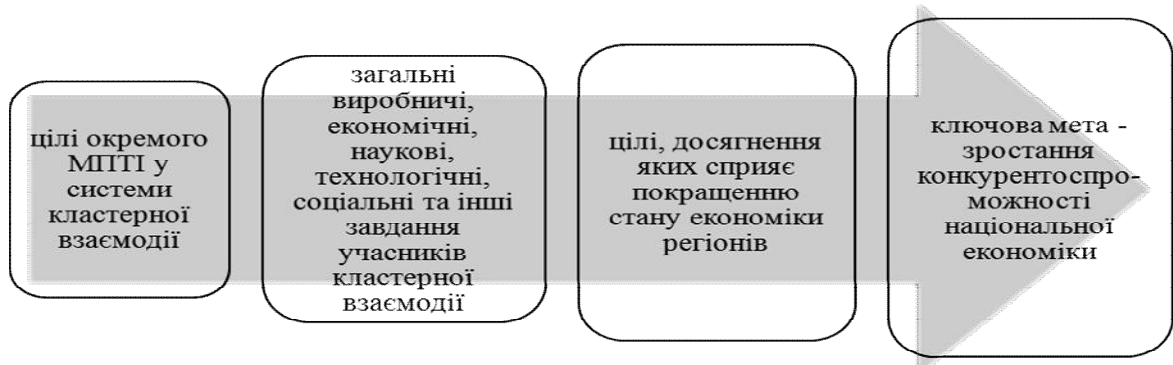 цілі окремого
МПТІ у
системи
кластерної
взаємодії
загальні
виробничі,
економічні,
наукові,
технологічні,
соціальні та інші
завдання
учасників
кластерної
взаємодії
цілі, досягнення
яких сприяє
покращенню
стану економіки
регіонів
ключова мета -
зростання
конкурентоспро-
можності
національної
економіки